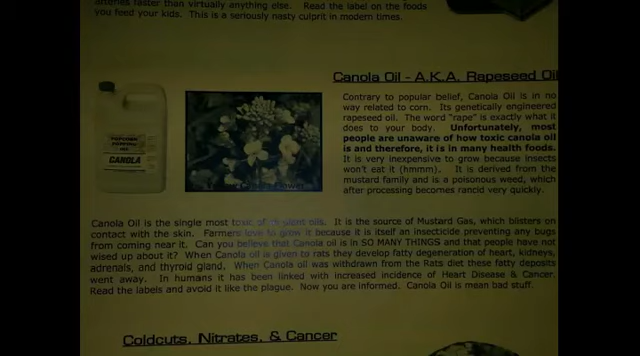 arteries faster than virtually anything else. Read the label on the foods
you feed your kids. This is a seriously nasty culprit in modern times.
Canola Oil - A.K.A. Rapeseed Oil
Contrary to popular belief, Canola Oil is in no
way related to corn. Its genetically engineered
rapeseed oil. The word "rape" is exactly what it
does to your body. Unfortunately, most
people are unaware of how toxic canola oil
is and therefore, it is in many health foods.
It is very inexpensive to grow because insects
won't eat it (hmmm). It is derived from the
mustard family and is a poisonous weed, which
after processing becomes rancid very quickly.
CANOLA
Canola Oil is the single most toxic of all plant oils. It is the source of Mustard Gas, which blisters on
contact with the skin. Farmers love to grow it because it is itself an insecticide preventing any bugs
from coming near it. Can you believe that Canola oil is in SO MANY THINGS and that people have not
wised up about it? When Canola oil is given to rats they develop fatty degeneration of heart, kidneys,
adrenals, and thyroid gland. When Canola oil was withdrawn from the Rats diet these fatty deposits
went away. In humans it has been linked with increased incidence of Heart Disease & Cancer.
Read the labels and avoid it like the plague. Now you are informed. Canola Oil is mean bad stuff.
Coldcuts, Nitrates, & Cancer